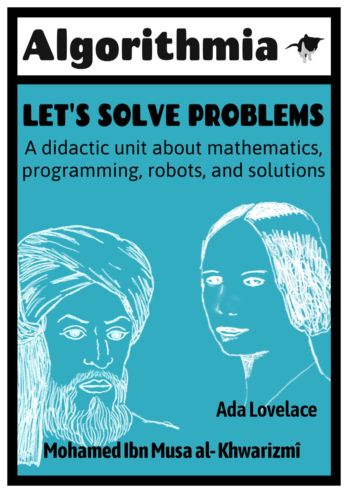 Algorithmia
LET'S SOLVE PROBLEMS
A didactic unit about mathematics,
programming, robots, and solutions
Ada Lovelace
Mohamed Ibn Musa al- Khwarizmî